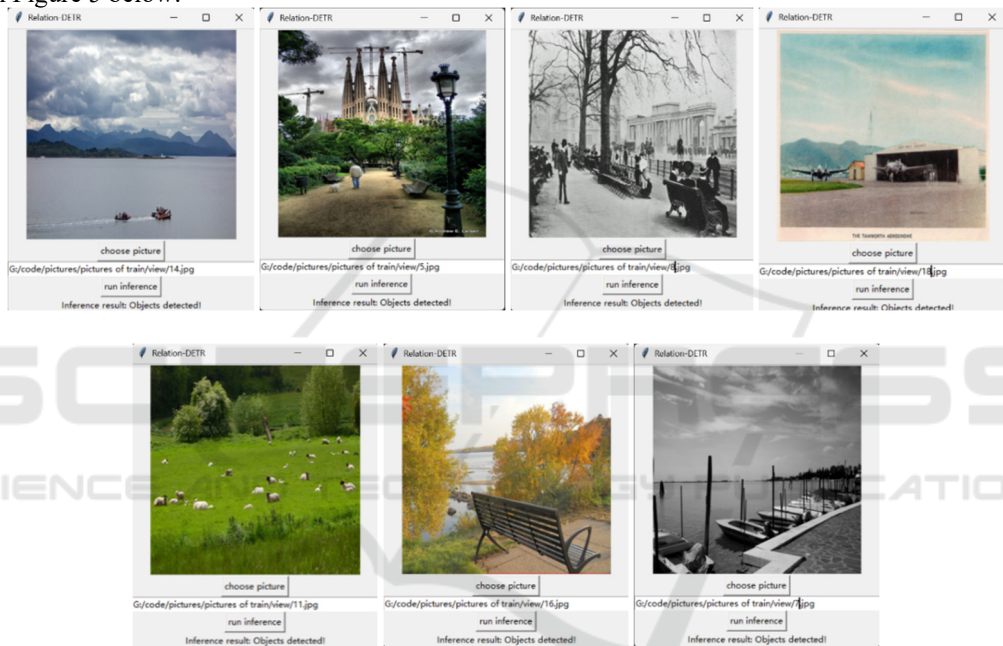 n Figure 5 below.
Relation-DETR
choose picture
G:/code/pictures/pictures of train/view/14.jpg
run inference
Inference result: Objects detected!
Relation-DETR
choose picture
G:/code/pictures/pictures of train/view/5.jpg
run inference
Inference result: Objects detected!
Relation-DETR
choose picture
G:/code/pictures/pictures of train/view/8.jpg
run inference
Inference result: Objects detected!
Relation-DETR
THE TAMWORTH AERODROME
choose picture
G:/code/pictures/pictures of train/view/18.jpg
run inference
Inference result: Objects detected!
Relation-DETR
choose picture
G:/code/pictures/pictures of train/view/11.jpg
run inference
Inference result: Objects detected!
Relation-DETR
choose picture
G:/code/pictures/pictures of train/view/16.jpg
run inference
Inference result: Objects detected!
Relation-DETR
choose picture
G:/code/pictures/pictures of train/view/7.jpg
run inference
Inference result: Objects detected!